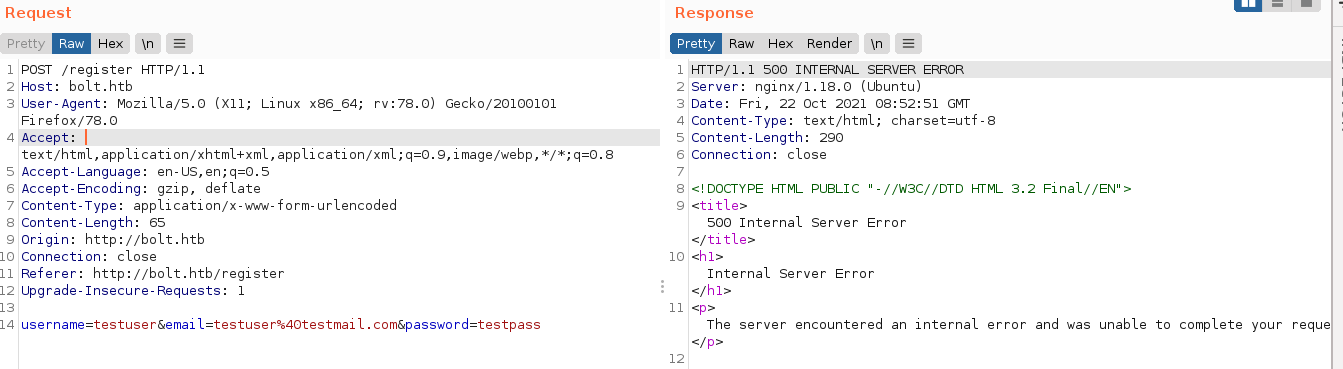 Request
Pretty Raw Hex \n
1 POST /register HTTP/1.1
2 Host: bolt.htb
3 User-Agent: Mozilla/5.0 (X11; Linux x86_64; rv:78.0) Gecko/20100101
Firefox/78.0
4 Accept:
text/html,application/xhtml+xml,application/xml;q=0.9,image/webp,*/*;q=0.8
5 Accept-Language: en-US,en;q=0.5
6 Accept-Encoding: gzip, deflate
7 Content-Type: application/x-www-form-urlencoded
8 Content-Length: 65
9 Origin: http://bolt.htb
10 Connection: close
11 Referer: http://bolt.htb/register
12 Upgrade-Insecure-Requests: 1
13
14 username=testuser&email=testuser%40testmail.com&password=testpass
Response
Pretty Raw Hex Render \n
1 HTTP/1.1 500 INTERNAL SERVER ERROR
2 Server: nginx/1.18.0 (Ubuntu)
3 Date: Fri, 22 Oct 2021 08:52:51 GMT
4 Content-Type: text/html; charset=utf-8
5 Content-Length: 290
6 Connection: close
7
8 <!DOCTYPE HTML PUBLIC "-//W3C//DTD HTML 3.2 Final//EN">
9 <title>
500 Internal Server Error
</title>
10 <h1>
Internal Server Error
</h1>
11 <p>
The server encountered an internal error and was unable to complete your reque
</p>
12